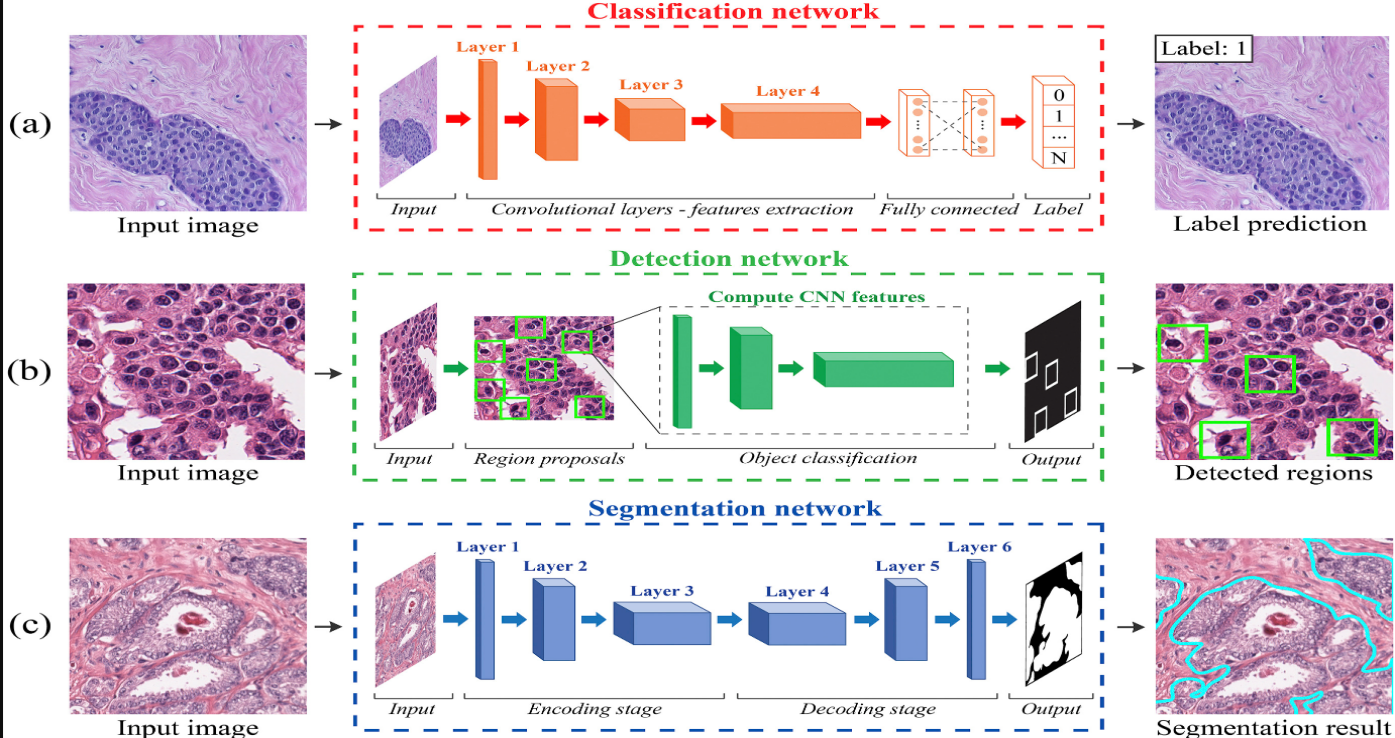 Classification network
(a)
Input image
Layer 1
Layer 2
Layer 3
Layer 4
0
1
...
N
Input
Convolutional layers - features extraction
Fully connected
Label
Label: 1
Label prediction
Detection network
(b)
Input image
Compute CNN features
Input
Region proposals
Object classification
Output
Detected regions
Segmentation network
(c)
Input image
Layer 1
Layer 2
Layer 3
Layer 4
Layer 5
Layer 6
Input
Encoding stage
Decoding stage
Output
Segmentation result